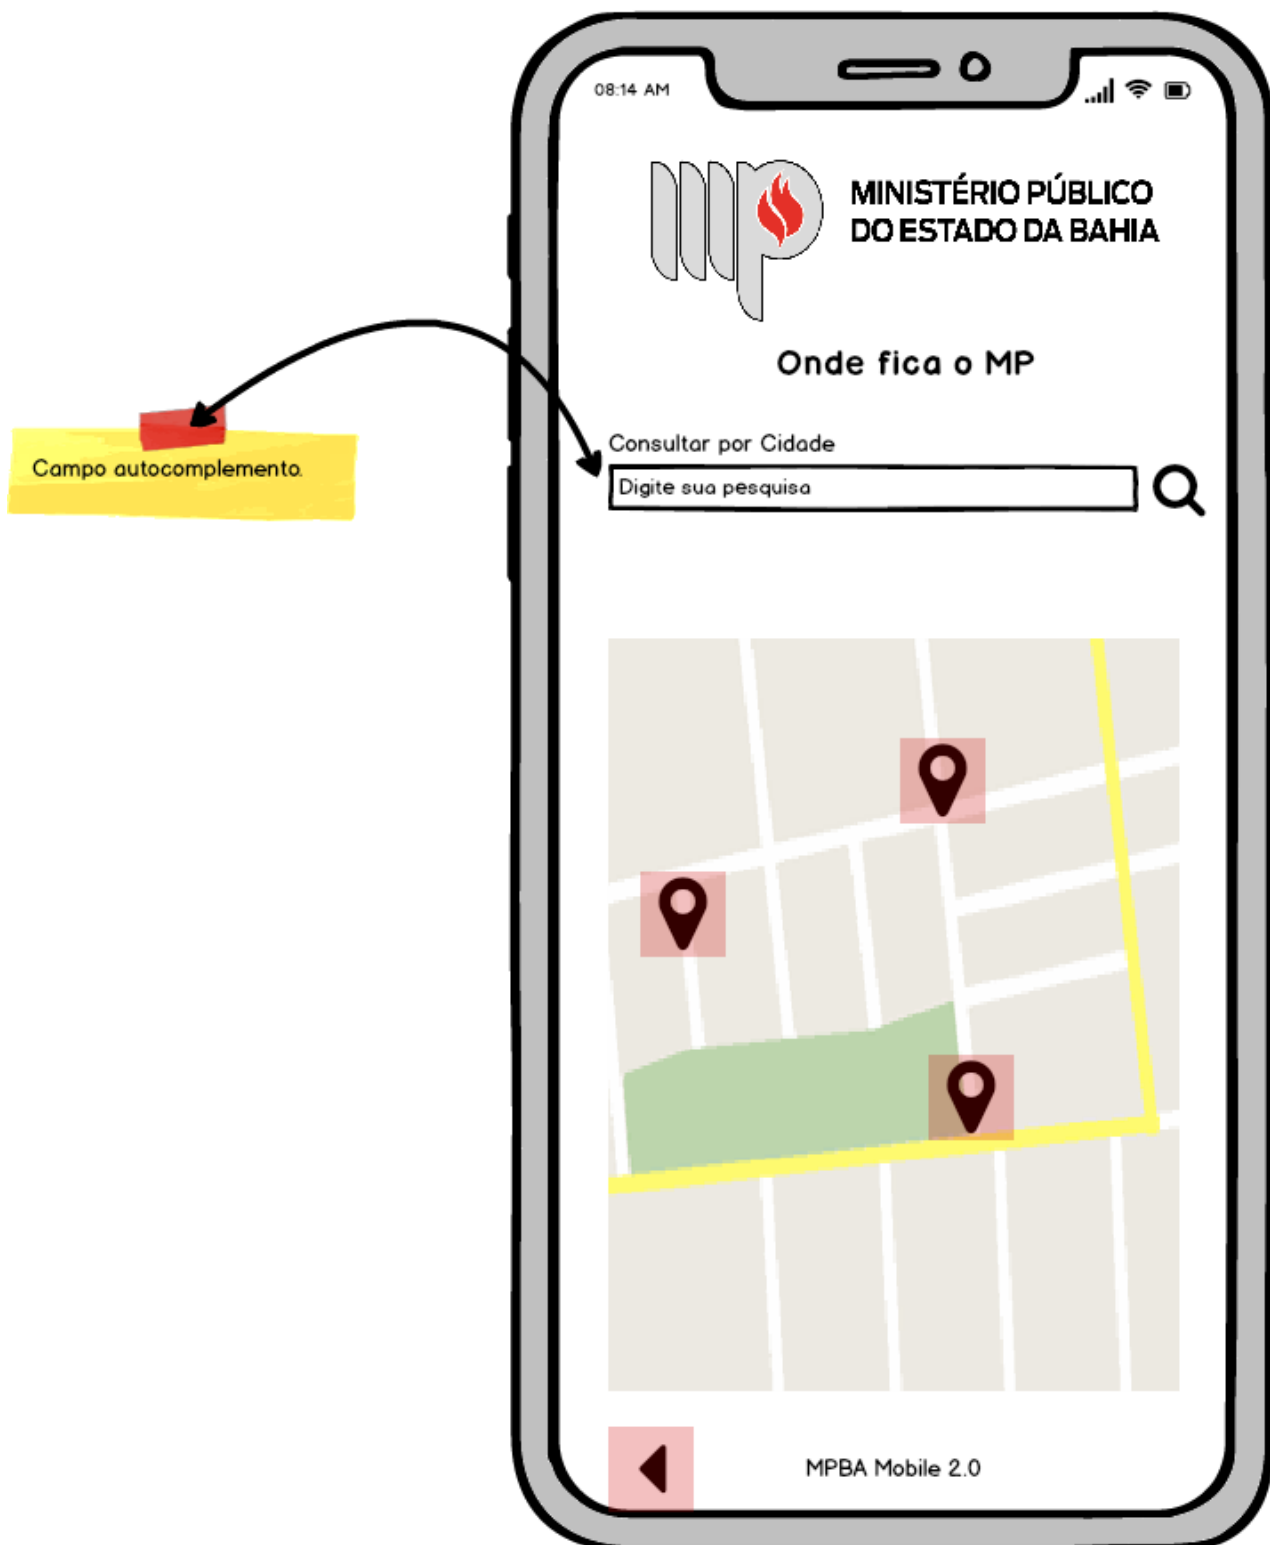 08:14 AM
mp
MINISTÉRIO PÚBLICO
DO ESTADO DA BAHIA
Onde fica o MP
Campo autocomplemento.
Consultar por Cidade
Digite sua pesquisa
MPBA Mobile 2.0